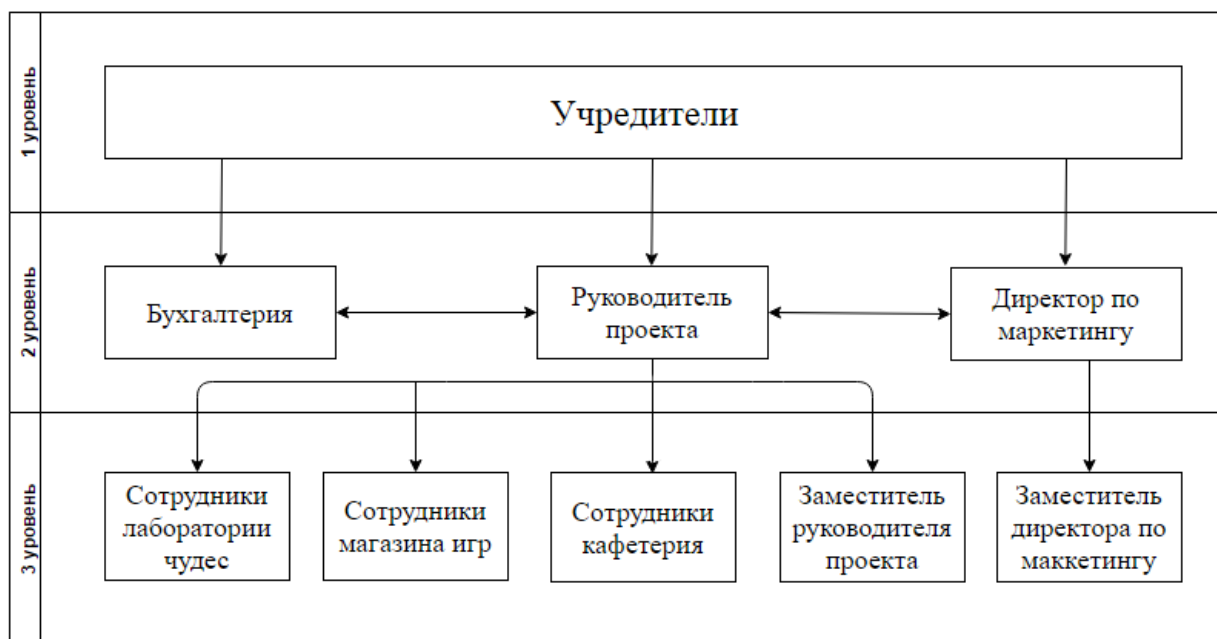 1 уровень
Учредители
2 уровень
Бухгалтерия
Руководитель
проекта
Директор по
маркетингу
3 уровень
Сотрудники
лаборатории
чудес
Сотрудники
магазина игр
Сотрудники
кафетерия
Заместитель
руководителя
проекта
Заместитель
директора по
маккетингу